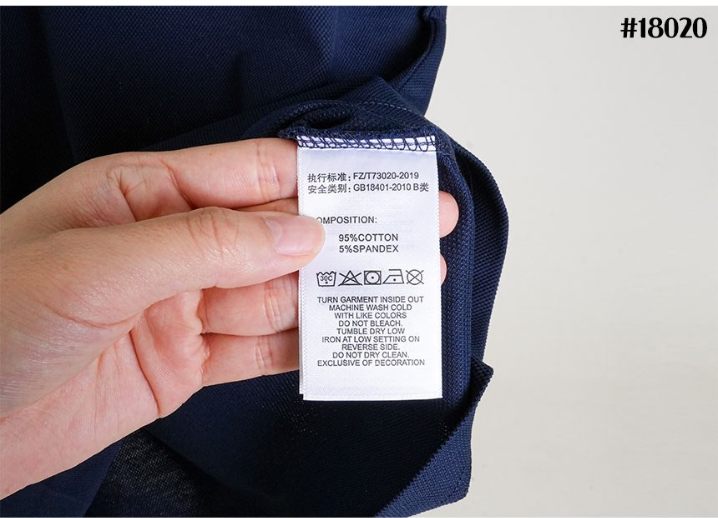 #18020
执行标准: FZ/T73020-2019
安全类别: GB18401-2010 B类
OMPOSITION:
95%COTTON
5%SPANDEX
30C
TURN GARMENT INSIDE OUT
MACHINE WASH COLD
WITH LIKE COLORS
DO NOT BLEACH.
TUMBLE DRY LOW
IRON AT LOW SETTING ON
REVERSE SIDE.
DO NOT DRY CLEAN.
EXCLUSIVE OF DECORATION